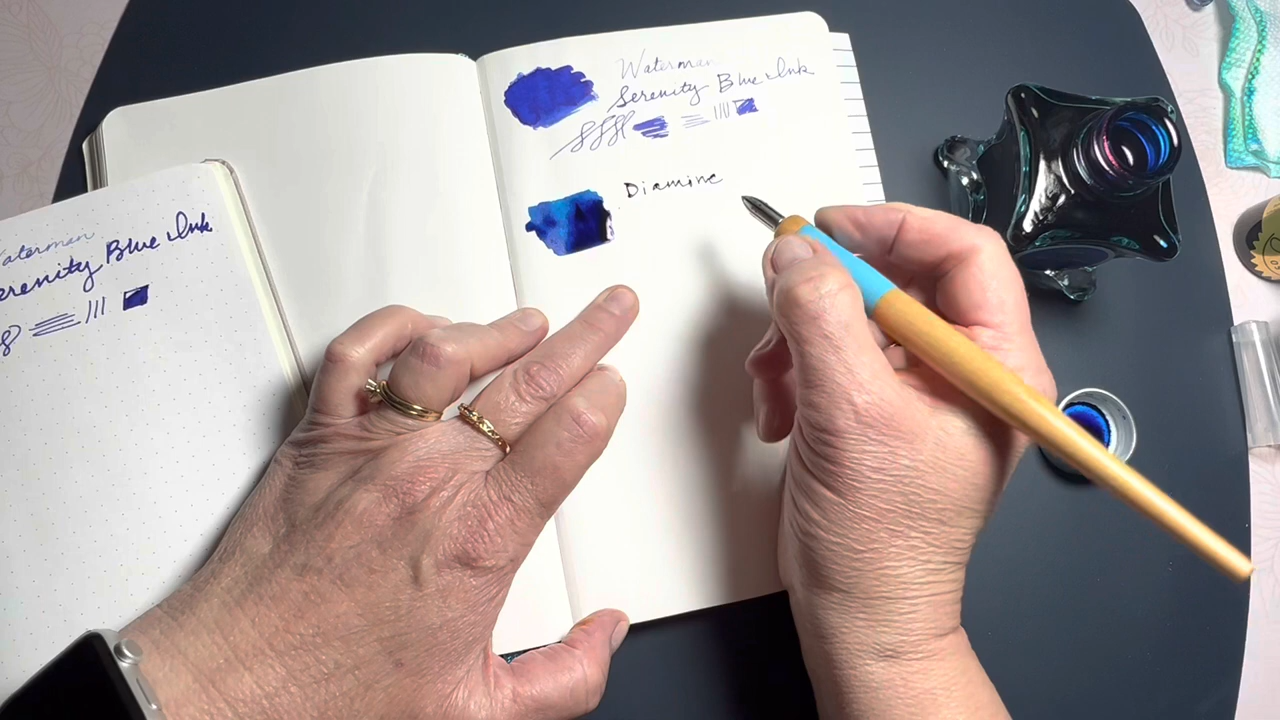 Waterman
Serenity Blue Ink
Diamine
Waterman
Serenity Blue Ink